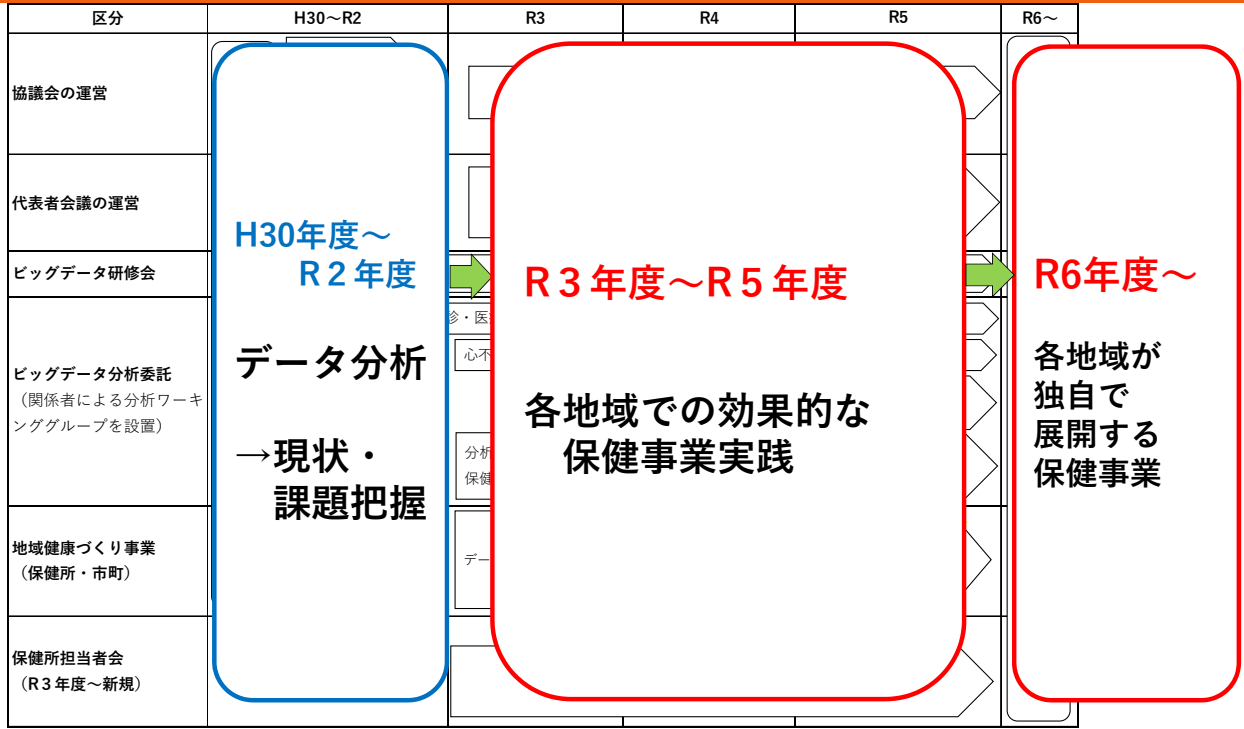 区分
H30～R2
R3
R4
R5
R6～
協議会の運営
代表者会議の運営
ビッグデータ研修会
ビッグデータ分析委託
（関係者による分析ワーキ
ンググループを設置）
地域健康づくり事業
（保健所・市町）
保健所担当者会
（R３年度～新規）
H30年度～
R２年度
データ分析
→現状・
課題把握
・医
心不
分析
保健
デー
R３年度～R５年度
各地域での効果的な
保健事業実践
R6年度～
各地域が
独自で
展開する
保健事業